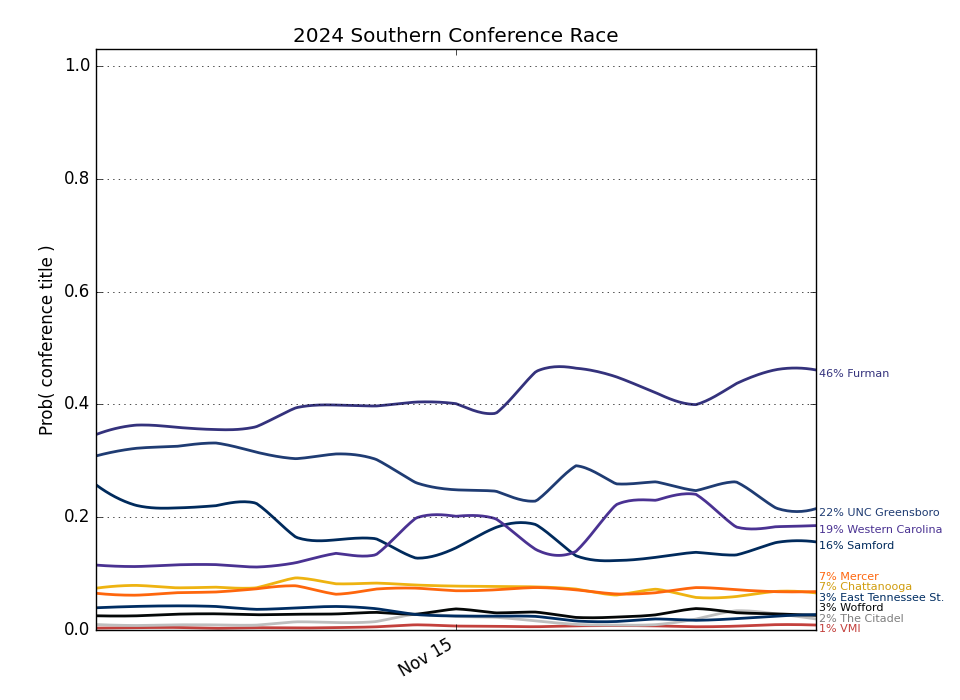 2024 Southern Conference Race
Prob( conference title )
1.0
0.8
0.6
0.4
0.2
0.0
Nov 15
46% Furman
22% UNC Greensboro
19% Western Carolina
16% Samford
7% Mercer
7% Chattanooga
3% East Tennessee St.
3% Wofford
2% The Citadel
1% VMI